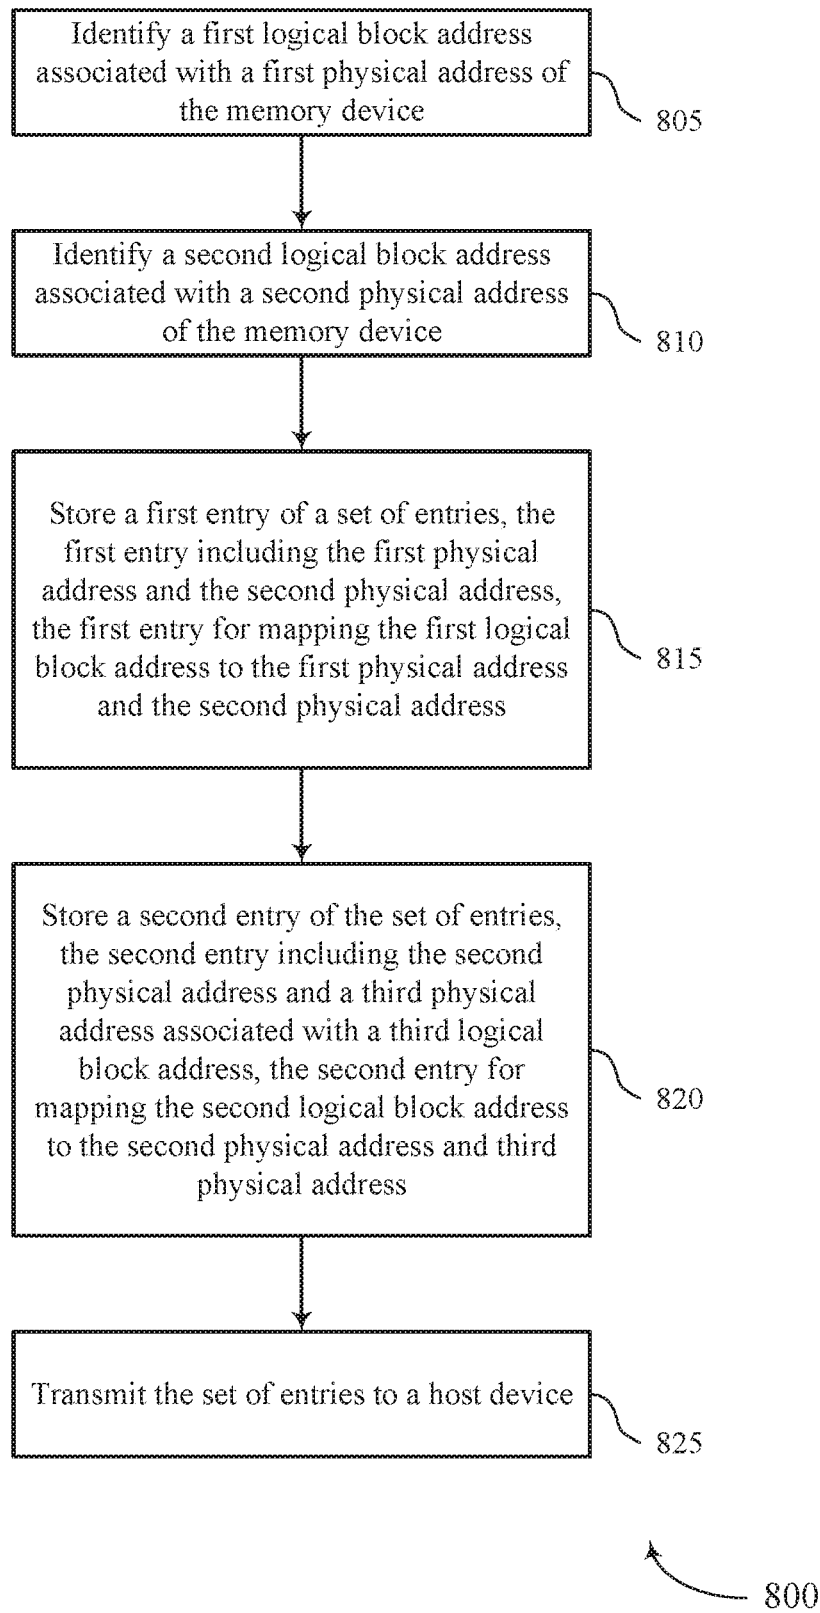 Identify a first logical block address
associated with a first physical address of
the memory device
805
Identify a second logical block address
associated with a second physical address
of the memory device
810
Store a first entry of a set of entries, the
first entry including the first physical
address and the second physical address,
the first entry for mapping the first logical
block address to the first physical address
and the second physical address
815
Store a second entry of the set of entries,
the second entry including the second
physical address and a third physical
address associated with a third logical
block address, the second entry for
mapping the second logical block address
to the second physical address and third
physical address
820
Transmit the set of entries to a host device
825
800